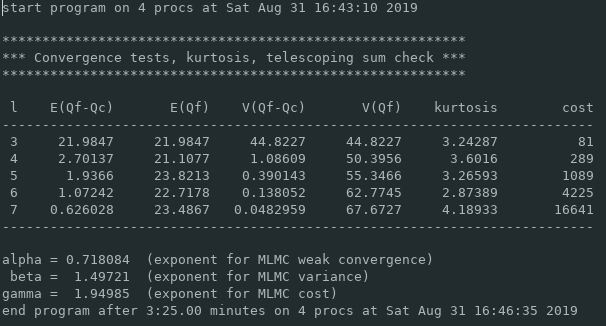 start program on 4 procs at Sat Aug 31 16:43:10 2019
**********************************************************
*** Convergence tests, kurtosis, telescoping sum check ***
**********************************************************
l E(Qf-Qc) E(Qf) V(Qf-Qc) V(Qf) kurtosis cost
--------------------------------------------------------------------------
3 21.9847 21.9847 44.8227 44.8227 3.24287 81
4 2.70137 21.1077 1.08609 50.3956 3.6016 289
5 1.9366 23.8213 0.390143 55.3466 3.26593 1089
6 1.07242 22.7178 0.138052 62.7745 2.87389 4225
7 0.626028 23.4867 0.0482959 67.6727 4.18933 16641
--------------------------------------------------------------------------
alpha = 0.718084 (exponent for MLMC weak convergence)
beta = 1.49721 (exponent for MLMC variance)
gamma = 1.94985 (exponent for MLMC cost)
end program after 3:25.00 minutes on 4 procs at Sat Aug 31 16:46:35 2019